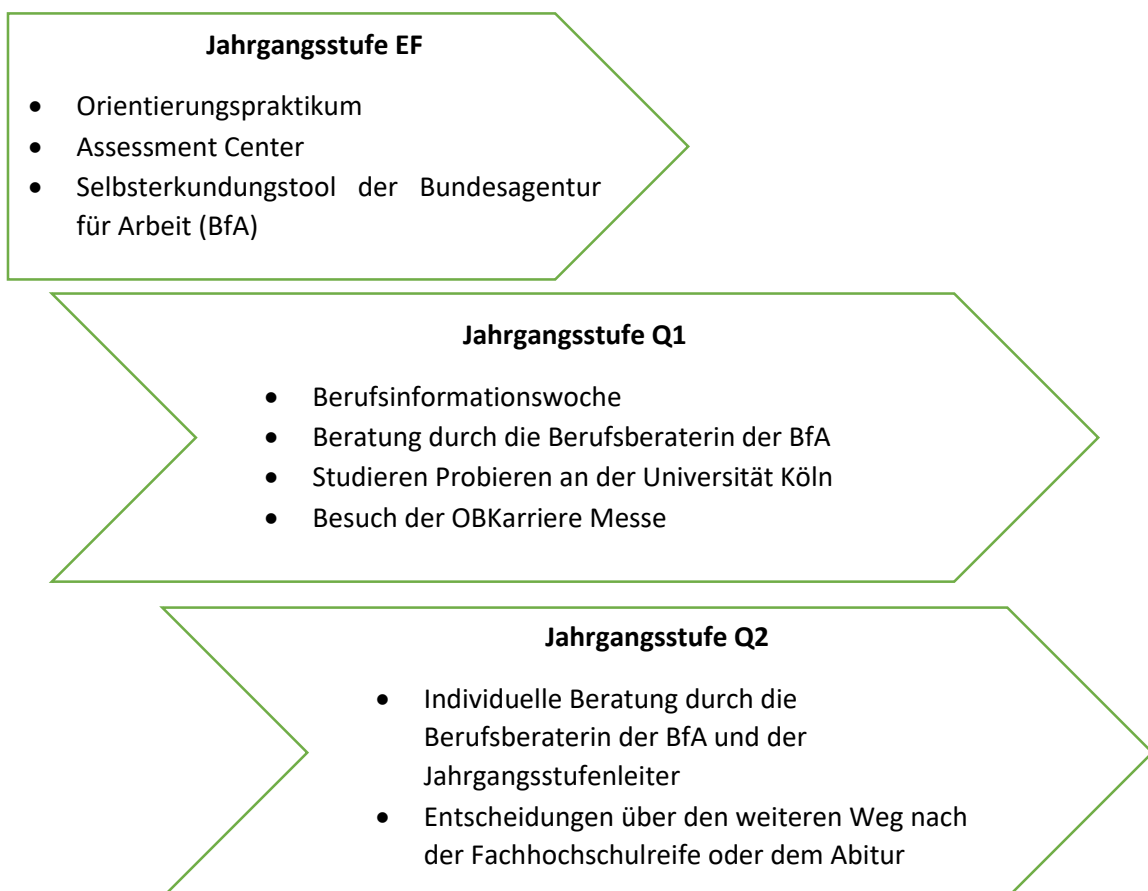 Jahrgangsstufe EF
• Orientierungspraktikum
• Assessment Center
• Selbsterkundungstool der Bundesagentur
für Arbeit (BfA)
Jahrgangsstufe Q1
• Berufsinformationswoche
• Beratung durch die Berufsberaterin der BfA
• Studieren Probieren an der Universität Köln
• Besuch der OBKarriere Messe
Jahrgangsstufe Q2
• Individuelle Beratung durch die
Berufsberaterin der BfA und der
Jahrgangsstufenleiter
• Entscheidungen über den weiteren Weg nach
der Fachhochschulreife oder dem Abitur